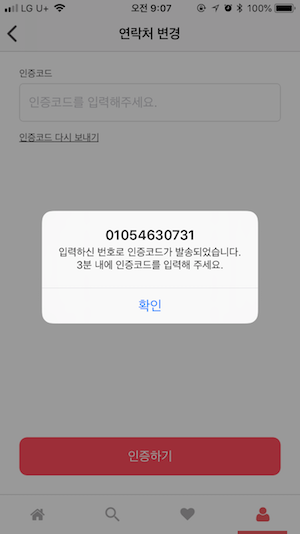 LG U+ 오전 9:07 100%
연락처 변경
인증코드
인증코드를 입력해주세요.
인증코드 다시 보내기
01054630731
입력하신 번호로 인증코드가 발송되었습니다.
3분 내에 인증코드를 입력해 주세요.
확인
인증하기